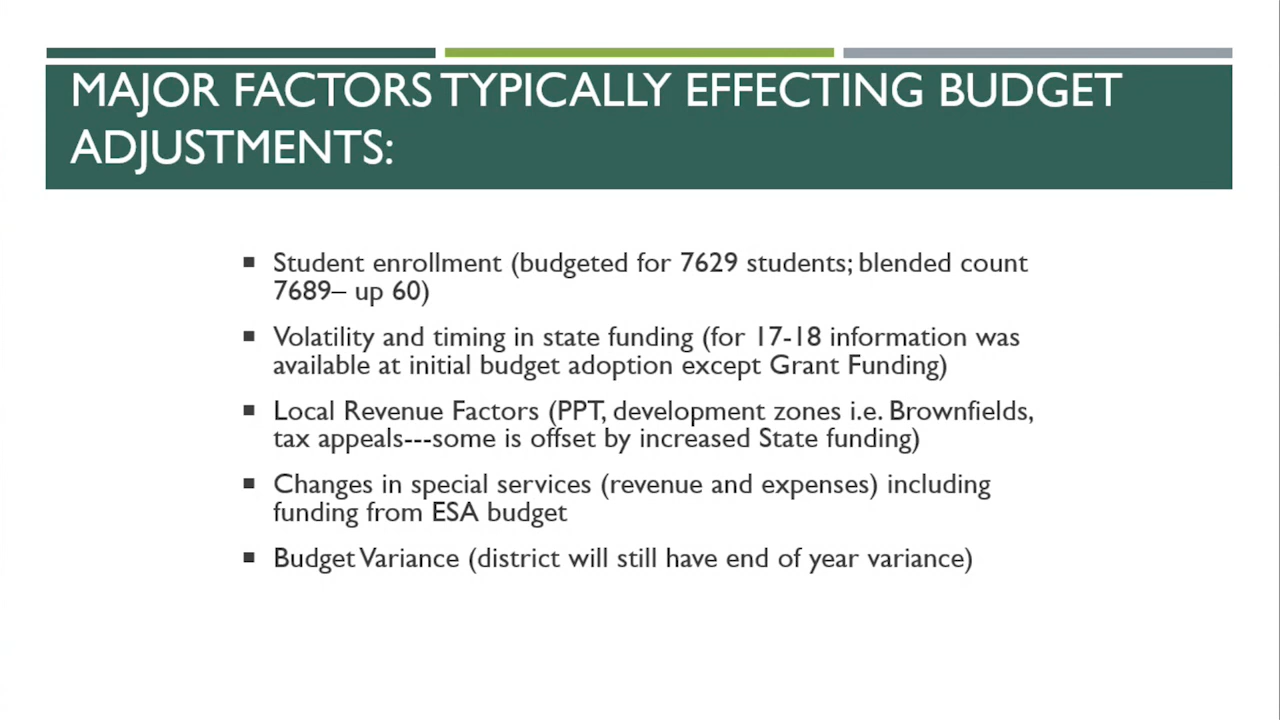 MAJOR FACTORS TYPICALLY EFFECTING BUDGET
ADJUSTMENTS:
▪ Student enrollment (budgeted for 7629 students; blended count
7689– up 60)
▪ Volatility and timing in state funding (for 17-18 information was
available at initial budget adoption except Grant Funding)
▪ Local Revenue Factors (PPT, development zones i.e. Brownfields,
tax appeals---some is offset by increased State funding)
▪ Changes in special services (revenue and expenses) including
funding from ESA budget
▪ Budget Variance (district will still have end of year variance)